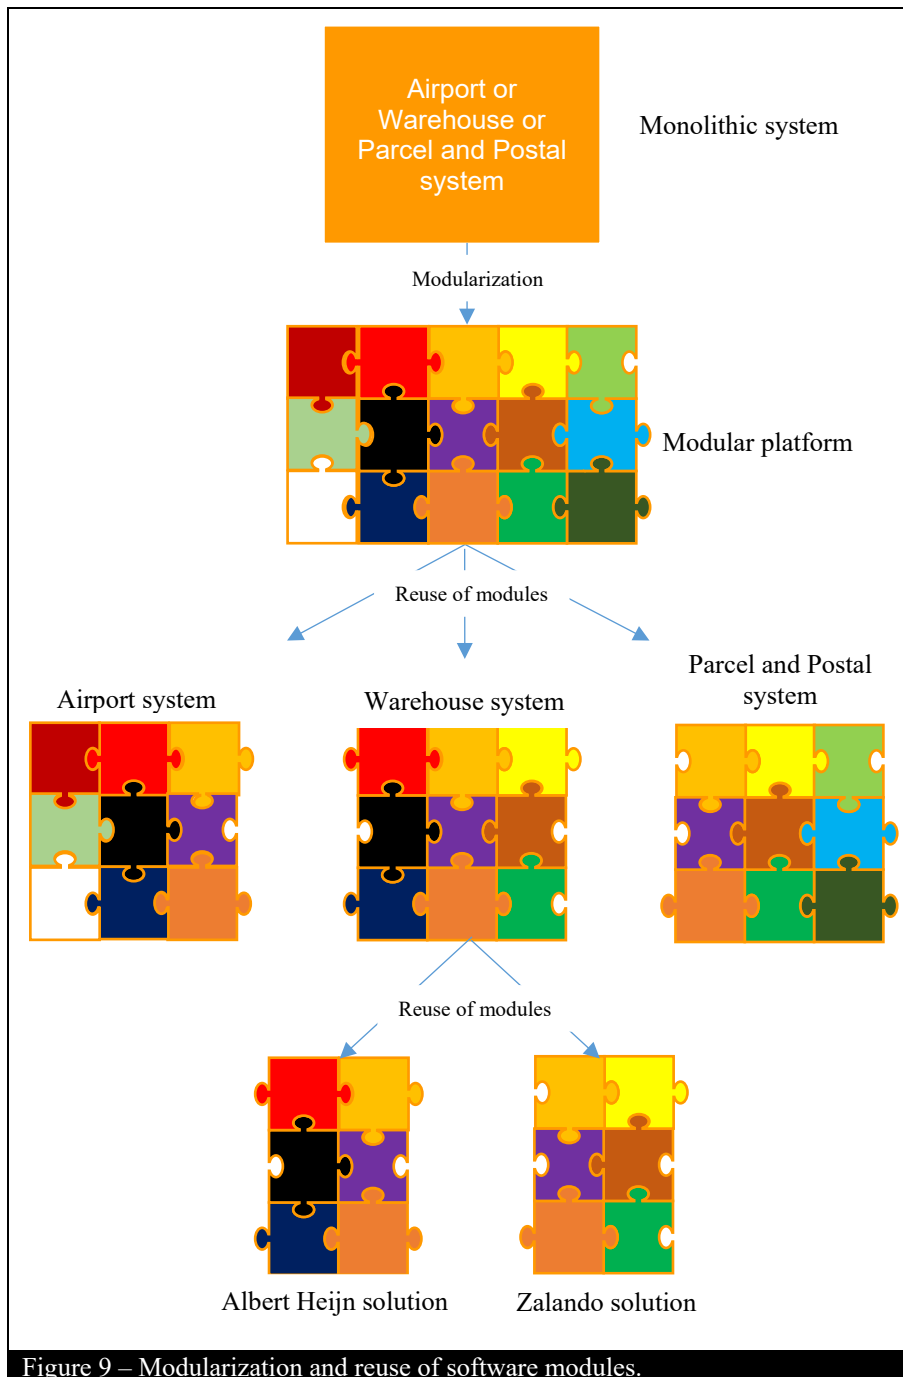 Airport or
Warehouse or
Parcel and Postal
system
Monolithic system
Modularization
Modular platform
Reuse of modules
Airport system
Warehouse system
Parcel and Postal
system
Reuse of modules
Albert Heijn solution
Zalando solution
Figure 9 – Modularization and reuse of software modules.